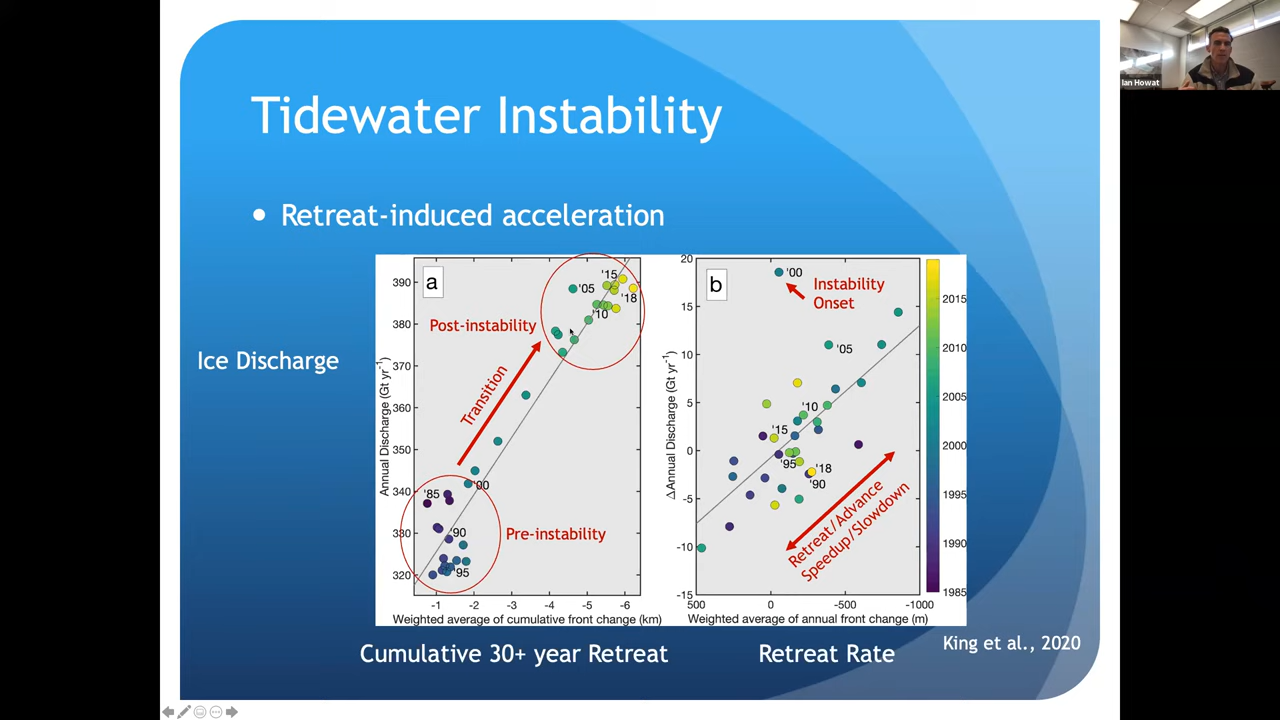 Ian Howat
Tidewater Instability
Retreat-induced acceleration
Ice Discharge
a
390
380
370
360
350
340
380
320
Annual Discharge (Gt yr-1)
'15
'05
'18
'10
Post-instability
Transition
'00
'85
'90
'95
Pre-instability
-1 -2 -3 -4 -5 -6
Weighted average of cumulative front change (km)
b
20
15
10
5
0
-5
-10
-15
ΔAnnual Discharge (Gt yr-1)
'00
Instability
Onset
'05
'10
'15
'95
'18
'90
Retreat/Advance
Speedup/Slowdown
500 0 -500 -1000
Weighted average of annual front change (m)
2015
2010
2005
2000
1995
1990
1985
King et al., 2020
Cumulative 30+ year Retreat
Retreat Rate